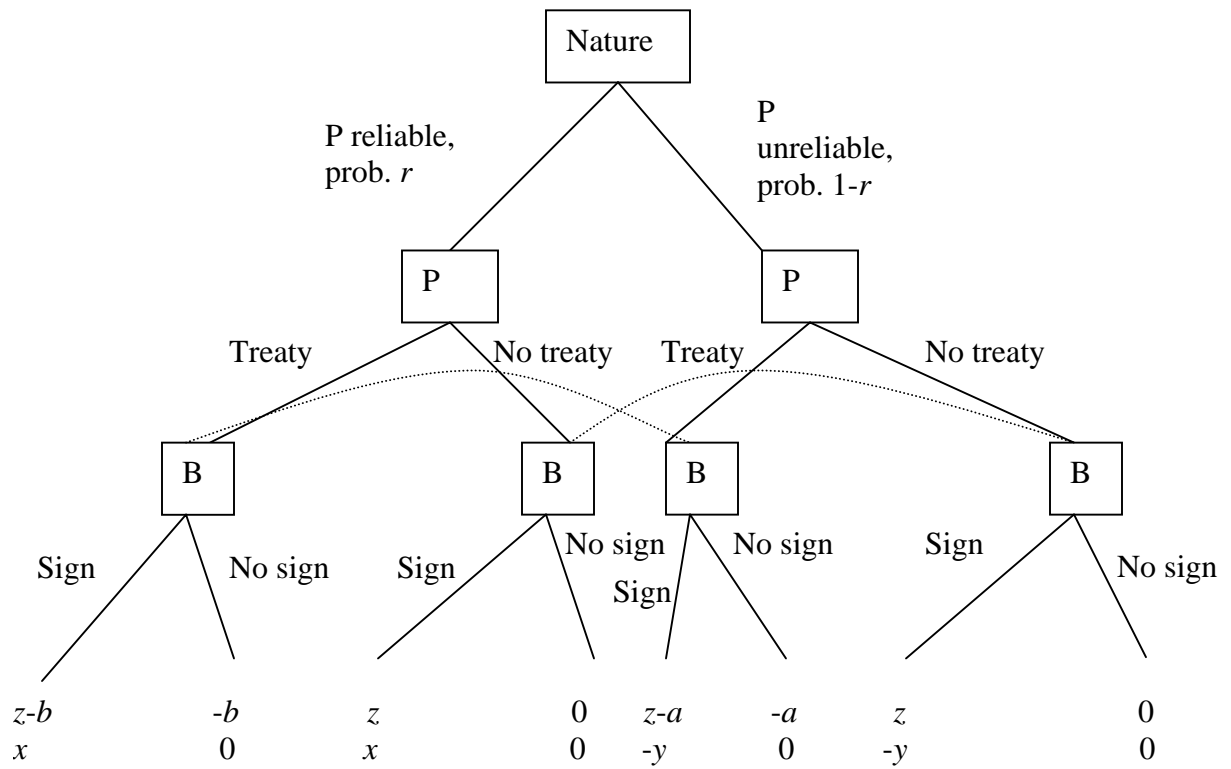 Nature
P reliable,
prob. r
P
unreliable,
prob. 1-r
P
P
Treaty
No treaty
Treaty
No treaty
B
B
B
B
Sign
No sign
Sign
No sign
Sign
No sign
Sign
No sign
z-b -b z 0 z-a -a z 0
x 0 x 0 -y 0 -y 0